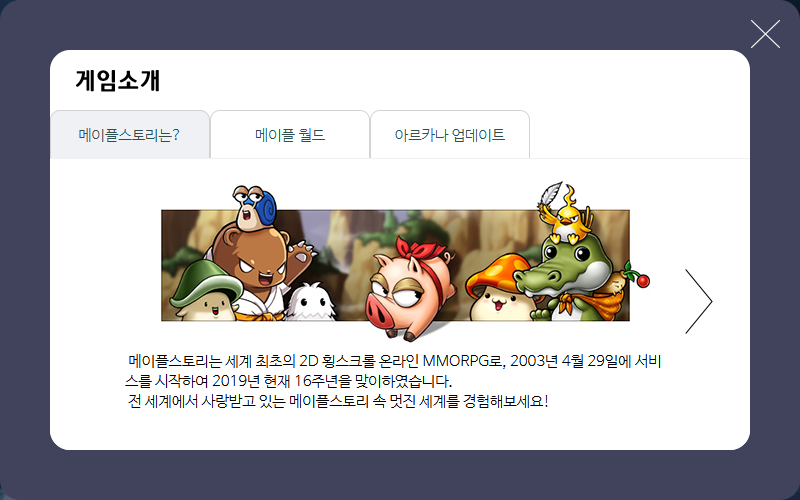 게임소개
메이플스토리는?
메이플 월드
아르카나 업데이트
메이플스토리는 세계 최초의 2D 횡스크롤 온라인 MMORPG로, 2003년 4월 29일에 서비
스를 시작하여 2019년 현재 16주년을 맞이하였습니다.
전 세계에서 사랑받고 있는 메이플스토리 속 멋진 세계를 경험해보세요!